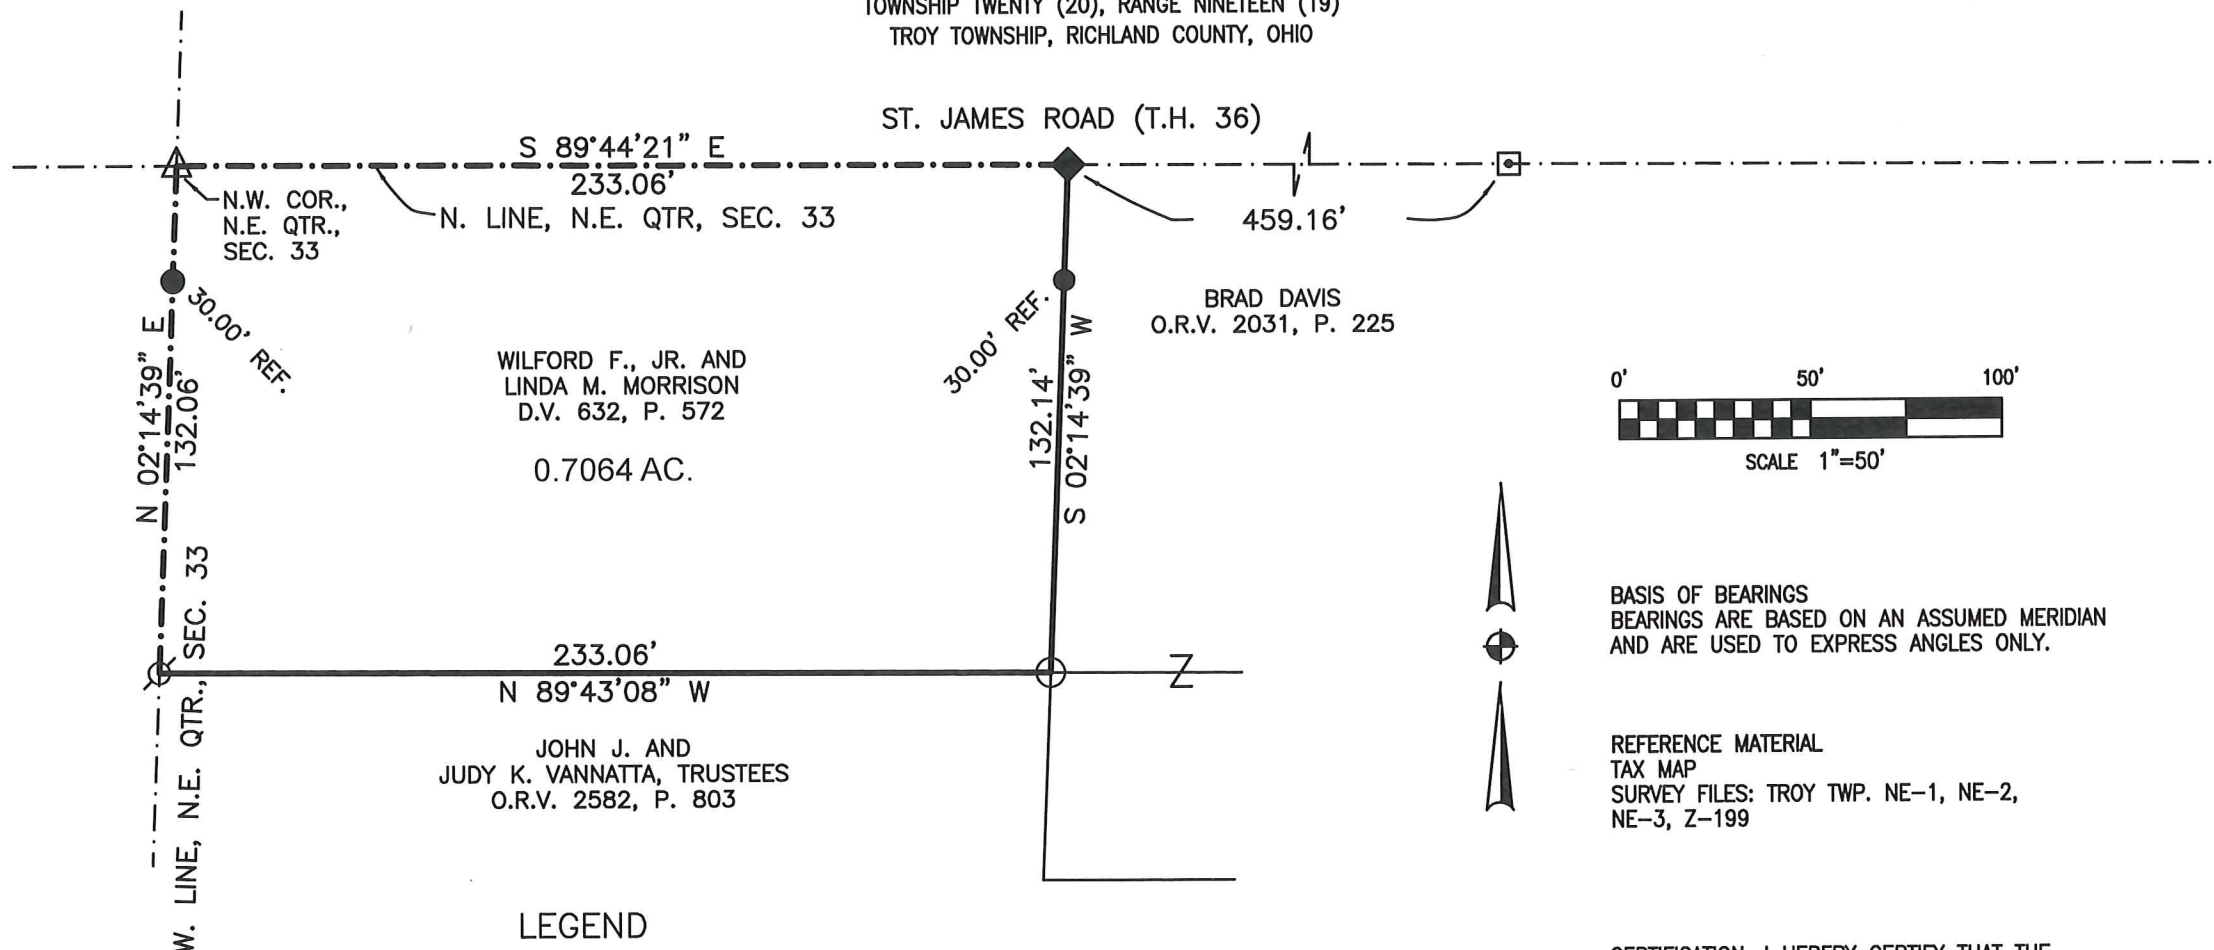 TOWNSHIP TWENTY (20), RANGE NINETEEN (19)
TROY TOWNSHIP, RICHLAND COUNTY, OHIO
ST. JAMES ROAD (T.H. 36)
S 89°44'21" E
233.06'
N.W. COR.,
N.E. QTR.,
SEC. 33
N. LINE, N.E. QTR, SEC. 33
459.16'
30.00' REF.
30.00' REF.
BRAD DAVIS
O.R.V. 2031, P. 225
N 02°14'39" E
132.06'
WILFORD F., JR. AND
LINDA M. MORRISON
D.V. 632, P. 572
0.7064 AC.
132.14'
S 02°14'39" W
0' 50' 100'
SCALE 1"=50'
W. LINE, N.E. QTR., SEC. 33
233.06'
N 89°43'08" W
JOHN J. AND
JUDY K. VANNATTA, TRUSTEES
O.R.V. 2582, P. 803
BASIS OF BEARINGS
BEARINGS ARE BASED ON AN ASSUMED MERIDIAN
AND ARE USED TO EXPRESS ANGLES ONLY.
REFERENCE MATERIAL
TAX MAP
SURVEY FILES: TROY TWP. NE-1, NE-2,
NE-3, Z-199
LEGEND
CERTIFICATION I HEREBY CERTIFY THAT THE